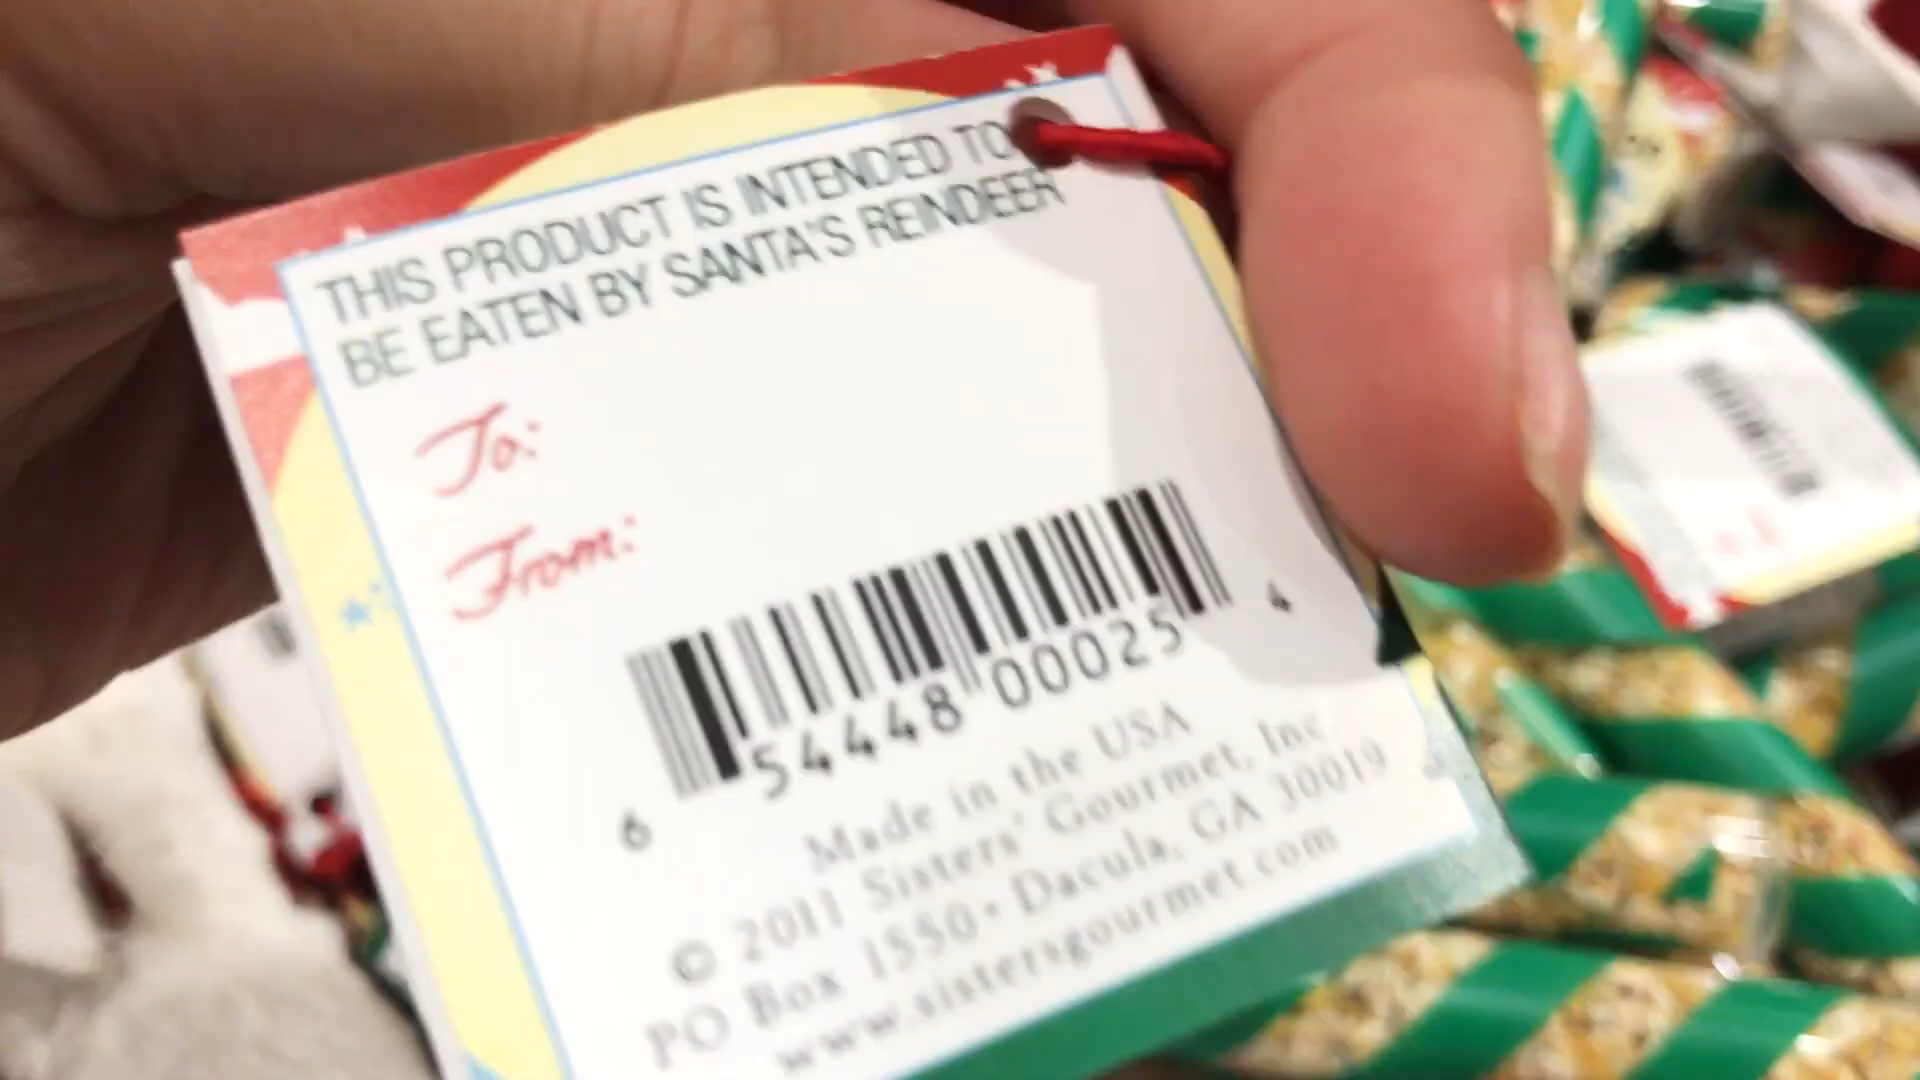 THIS PRODUCT IS INTENDED TO
BE EATEN BY SANTA'S REINDEER
To:
From:
6 54448 00025 4
Made in the USA
© 2011 Sisters' Gourmet, Inc.
PO Box 1550 • Dacula, GA 30019
www.sistersgourmet.com